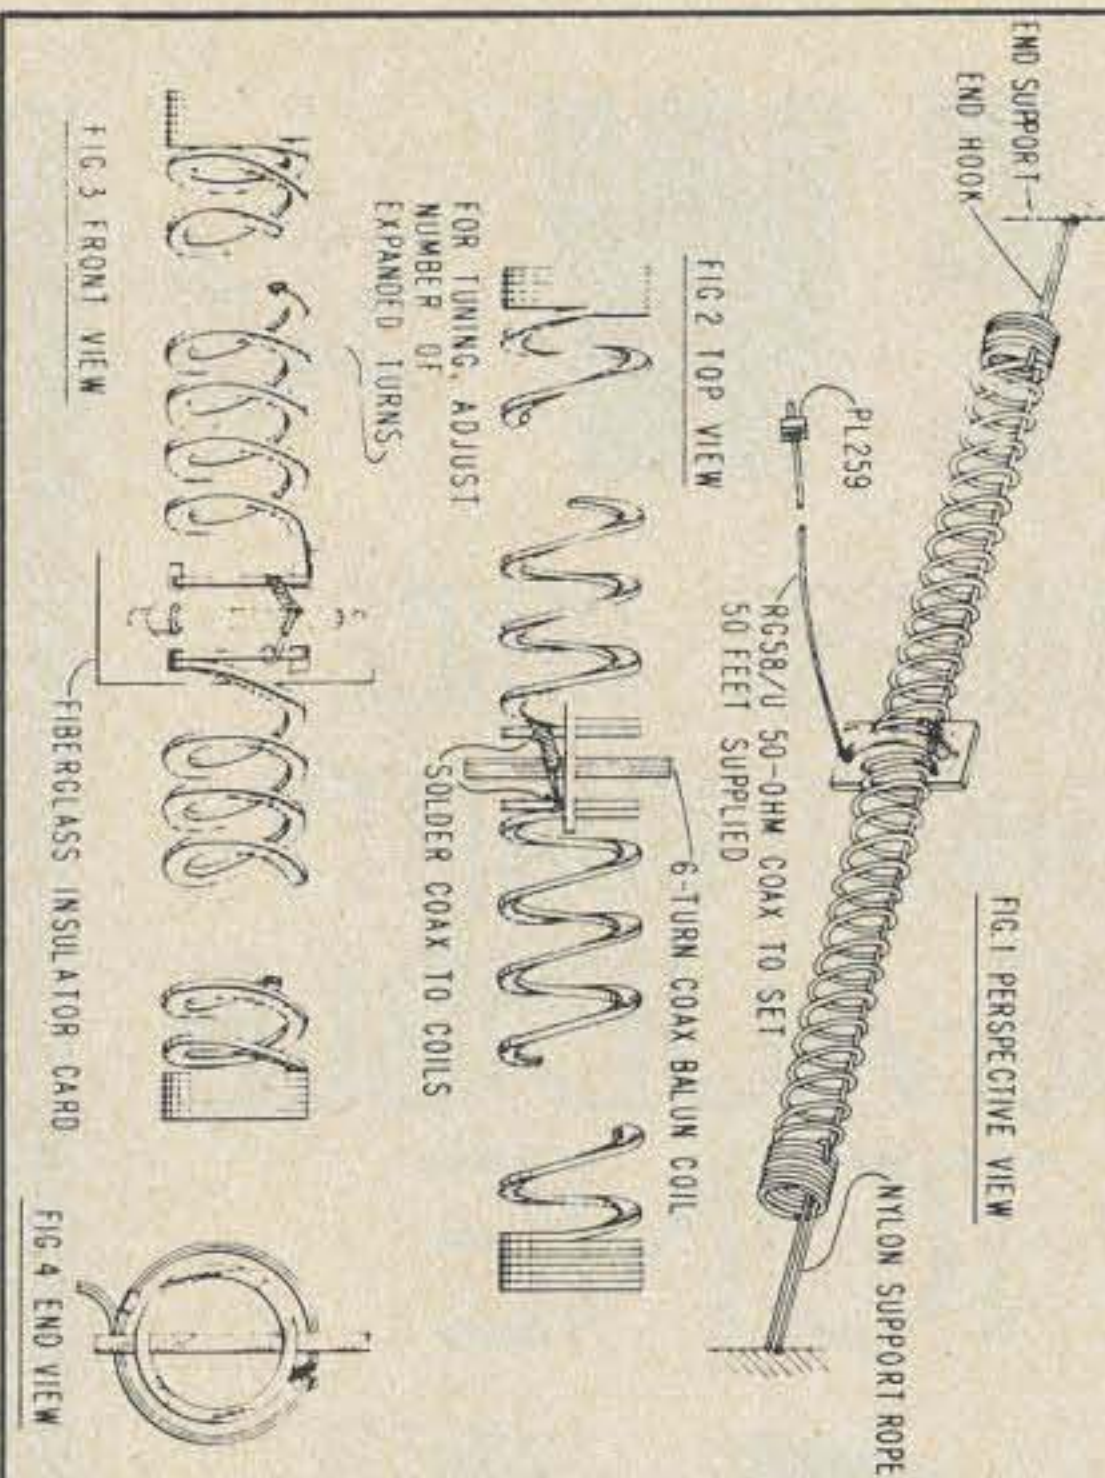 END SUPPORT
END HOOK
FIG.1 PERSPECTIVE VIEW
NYLON SUPPORT ROPE
PL259
RG58/U 50-OHM COAX TO SET
50 FEET SUPPLIED
FIG 2 TOP VIEW
6-TURN COAX BALUN COIL
SOLDER COAX TO COILS
FOR TUNING, ADJUST
NUMBER OF
EXPANDED TURNS
FIG 3 FRONT VIEW
FIBERGLASS INSULATOR CARD
FIG 4 END VIEW